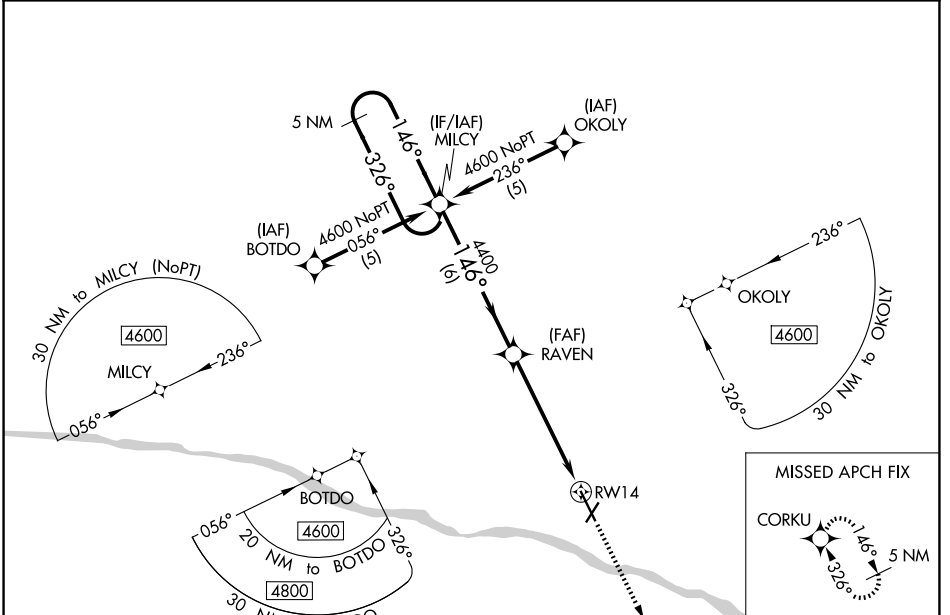 5 NM
146°
326°
(IF/IAF)
MILCY
(IAF)
OKOLY
4600 NoPT
236°
(5)
(IAF)
BOTDO
4600 NoPT
056°
(5)
4400
146°
(6)
(FAF)
RAVEN
RW14
30 NM to MILCY (NoPT)
4600
MILCY
056°
236°
236°
OKOLY
4600
326°
30 NM to OKOLY
BOTDO
056°
326°
4600
20 NM to BOTDO
4800
30 NM
MISSED APCH FIX
CORKU
146°
326°
5 NM